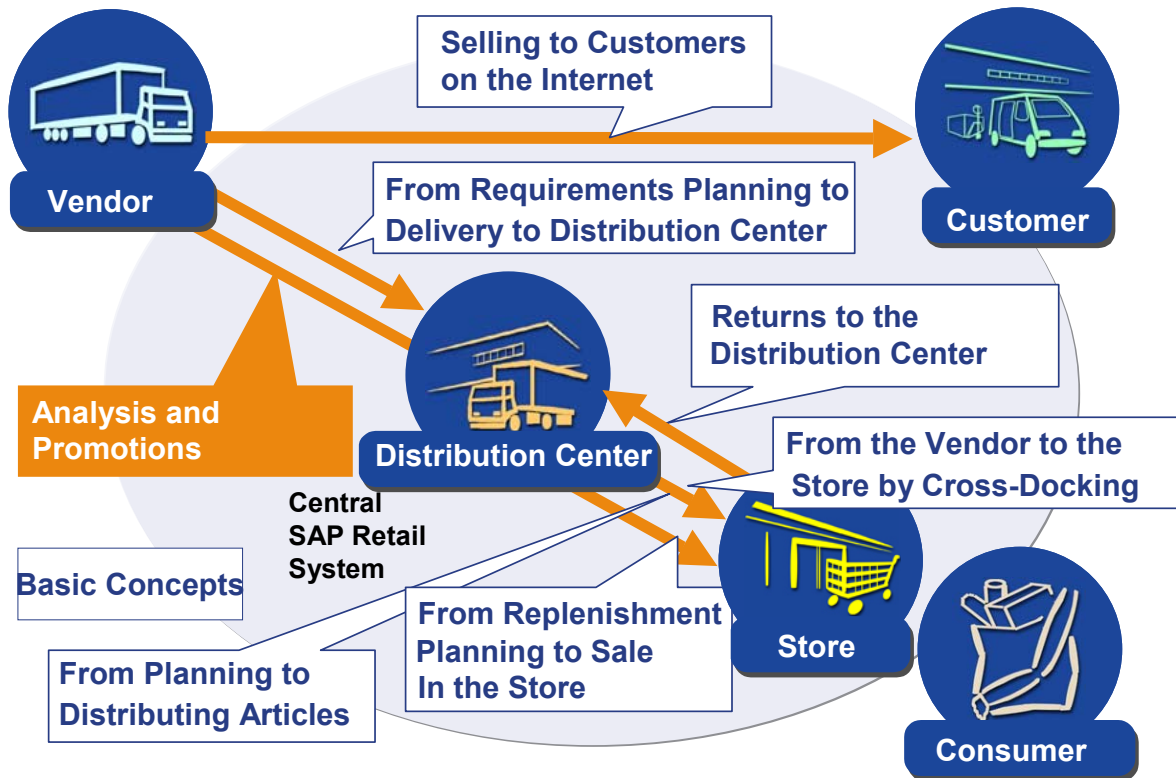 Selling to Customers
on the Internet
Vendor
Customer
From Requirements Planning to
Delivery to Distribution Center
Returns to the
Distribution Center
Analysis and
Promotions
Distribution Center
From the Vendor to the
Store by Cross-Docking
Central
SAP Retail
System
Basic Concepts
From Replenishment
Planning to Sale
In the Store
Store
From Planning to
Distributing Articles
Consumer